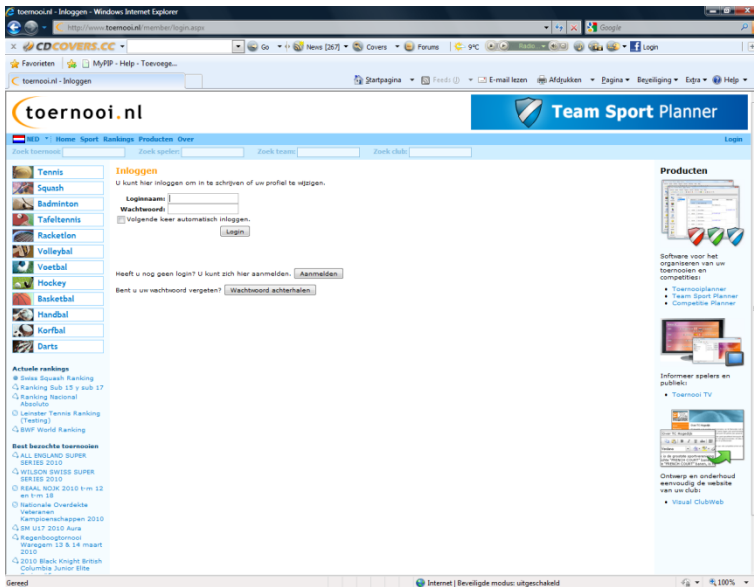 toernooi.nl - Inloggen - Windows Internet Explorer
http://www.toernooi.nl/member/login.aspx
Google
CDCOVERS.CC
Go
News [267]
Covers
Forums
9°C
Radio
Login
Favorieten
MyPIP - Help - Toevoege...
toernooi.nl - Inloggen
Startpagina
Feeds (J)
E-mail lezen
Afdrukken
Pagina
Beveiliging
Extra
Help
toernooi.nl
Team Sport Planner
NED
Home Sport Rankings Producten Over
Login
Zoek toernooi:
Zoek speler:
Zoek team:
Zoek club:
Tennis
Squash
Badminton
Tafeltennis
Racketlon
Volleybal
Voetbal
Hockey
Basketbal
Handbal
Korfbal
Darts
Actuele rankings
Swiss Squash Ranking
Ranking Sub 15 y sub 17
Ranking Nacional
Absoluto
Leinster Tennis Ranking
(Testing)
BWF World Ranking
Best bezochte toernooien
ALL ENGLAND SUPER
SERIES 2010
WILSON SWISS SUPER
SERIES 2010
REAAL NOJK 2010 t-m 12
en t-m 16
Nationale Overdekte
Veteranen
Kampioenschappen 2010
SM U17 2010 Aura
Regenboogtornooi
Waregem 13 & 14 maart
2010
2010 Black Knight British
Columbia Junior Elite
Inloggen
U kunt hier inloggen om in te schrijven of uw profiel te wijzigen.
Loginnaam:
Wachtwoord:
Volgende keer automatisch inloggen.
Login
Heeft u nog geen login? U kunt zich hier aanmelden.
Aanmelden
Bent u uw wachtwoord vergeten?
Wachtwoord achterhalen
Producten
Software voor het
organiseren van uw
toernooien en
competities:
Toernooiplanner
Team Sport Planner
Competitie Planner
Informeer spelers en
publiek:
Toernooi TV
Ontwerp en onderhoud
eenvoudig de website
van uw club:
Visual ClubWeb
Gereed
Internet | Beveiligde modus: uitgeschakeld
100%